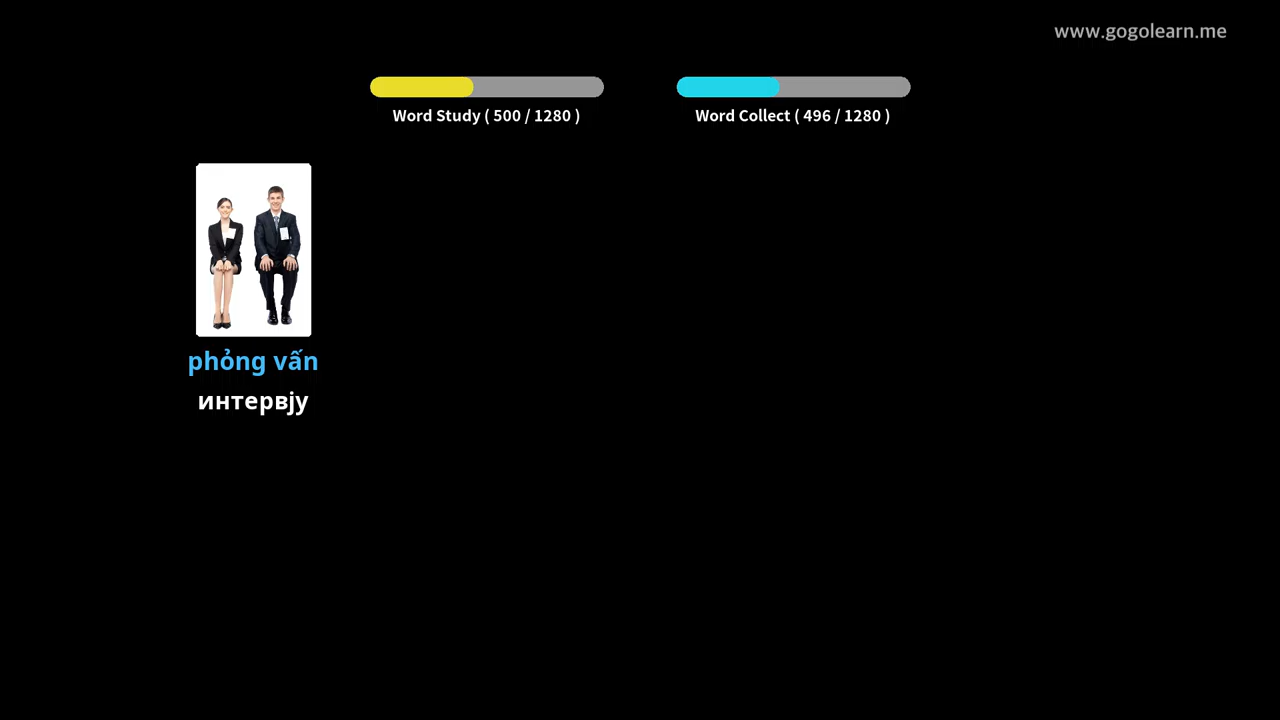 www.gogolearn.me
Word Study ( 500 / 1280 )
Word Collect ( 496 / 1280 )
phỏng vấn
интервју